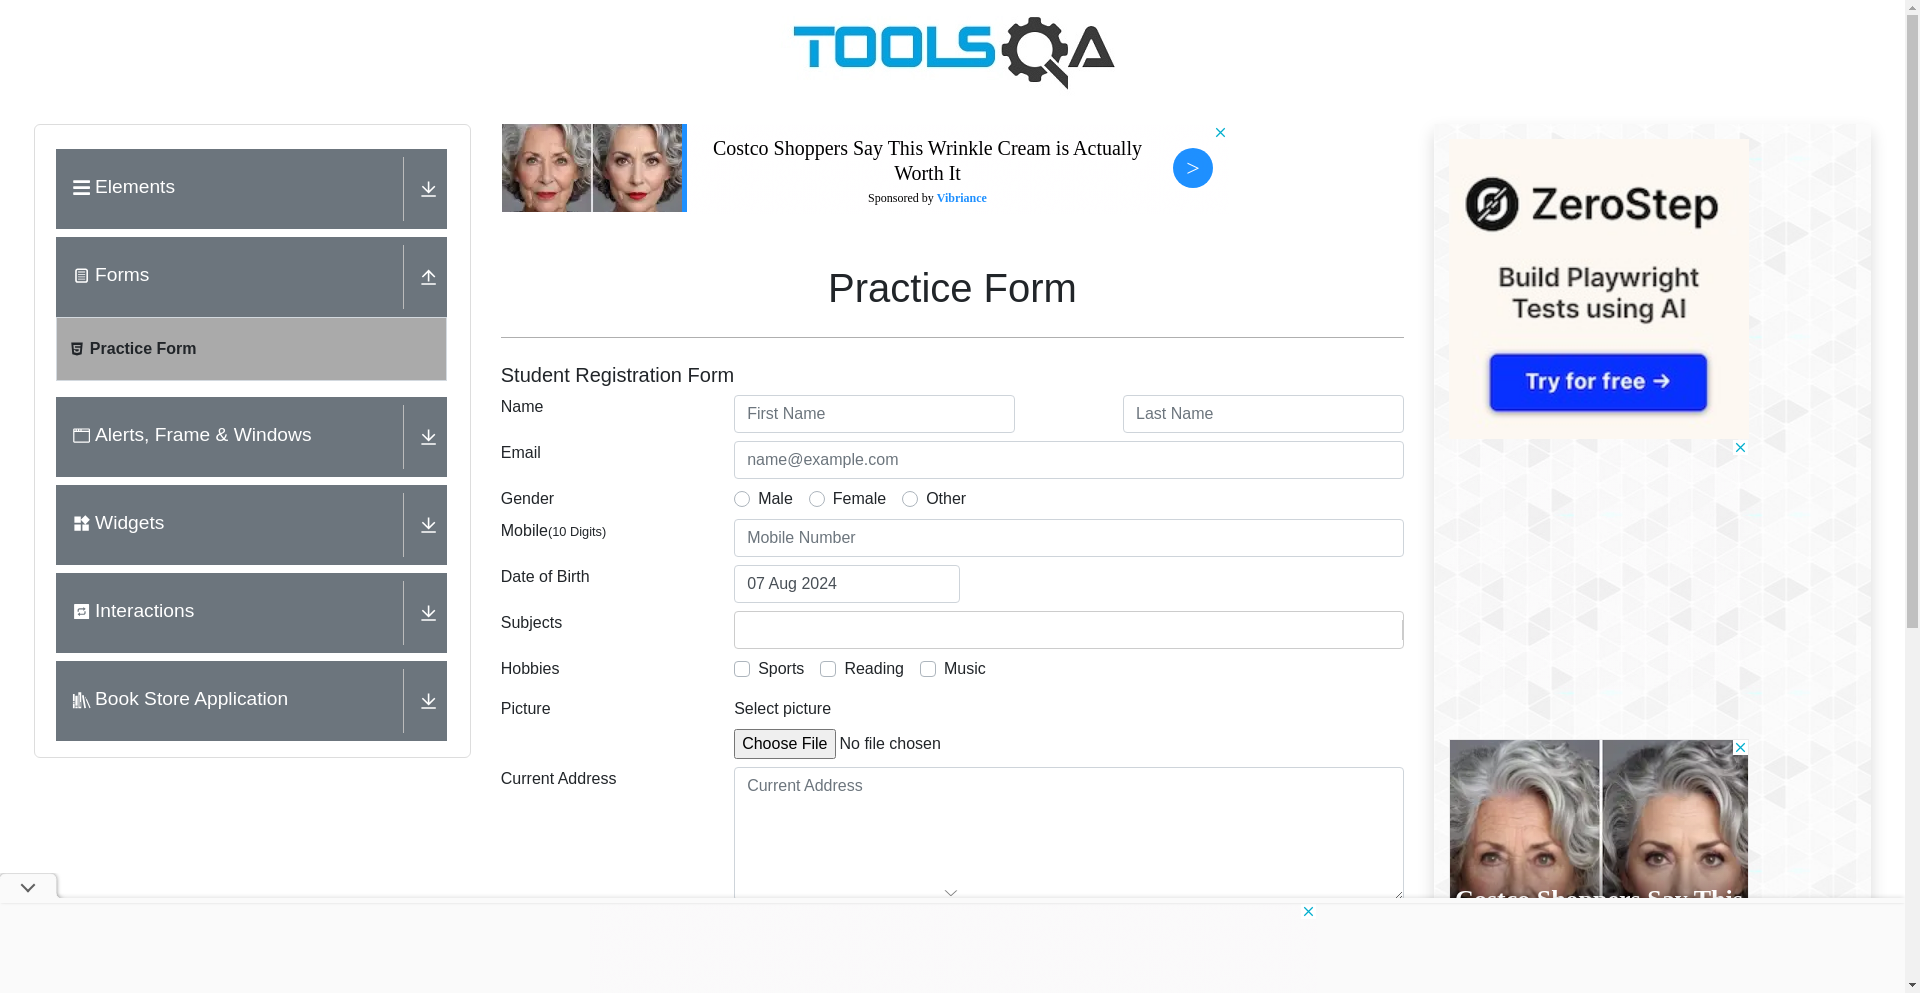 TOOLSQA
Elements
Forms
Practice Form
Alerts, Frame & Windows
Widgets
Interactions
Book Store Application
Costco Shoppers Say This Wrinkle Cream is Actually
Worth It
Sponsored by Vibriance
>
Practice Form
Student Registration Form
Name
First Name
Last Name
Email
name@example.com
Gender
Male
Female
Other
Mobile(10 Digits)
Mobile Number
Date of Birth
07 Aug 2024
Subjects
Hobbies
Sports
Reading
Music
Picture
Select picture
Choose File No file chosen
Current Address
Current Address
ZeroStep
Build Playwright
Tests using AI
Try for free →
Costco Shoppers Say This